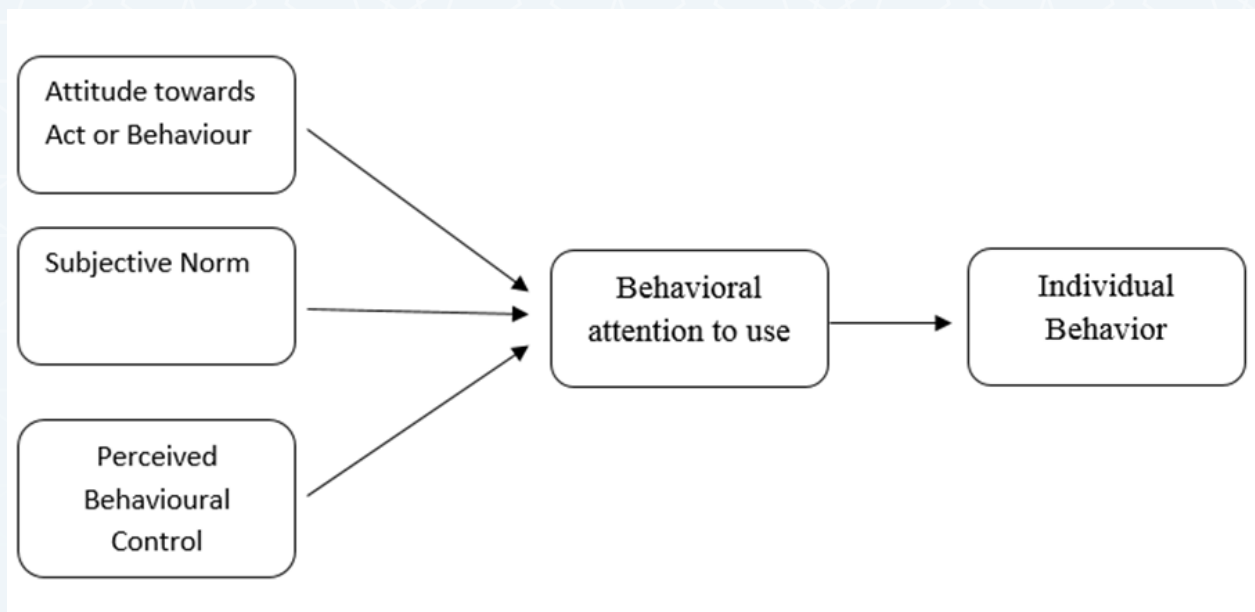 Attitude towards
Act or Behaviour
Subjective Norm
Perceived
Behavioural
Control
Behavioral
attention to use
Individual
Behavior